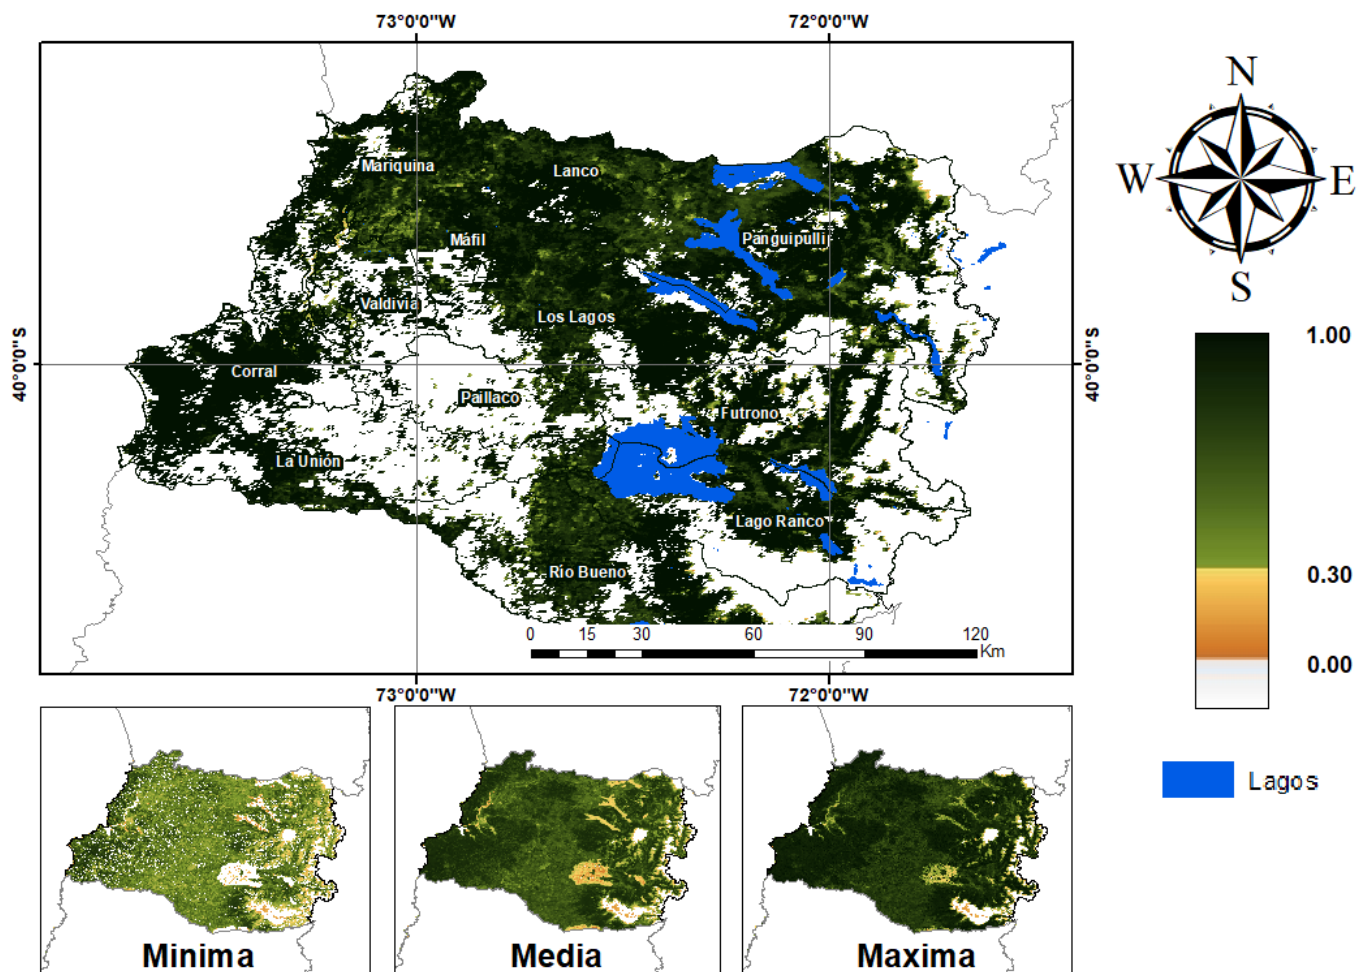 73°0'0"W
72°0'0"W
N
W
E
S
Mariquina
Lanco
Máfil
Panguipulli
Valdivia
Los Lagos
40°0'0"S
40°0'0"S
Corral
Paillaco
Futrono
La Unión
Lago Ranco
Río Bueno
0 15 30 60 90 120
Km
73°0'0"W
72°0'0"W
1.00
0.30
0.00
Lagos
Minima
Media
Maxima